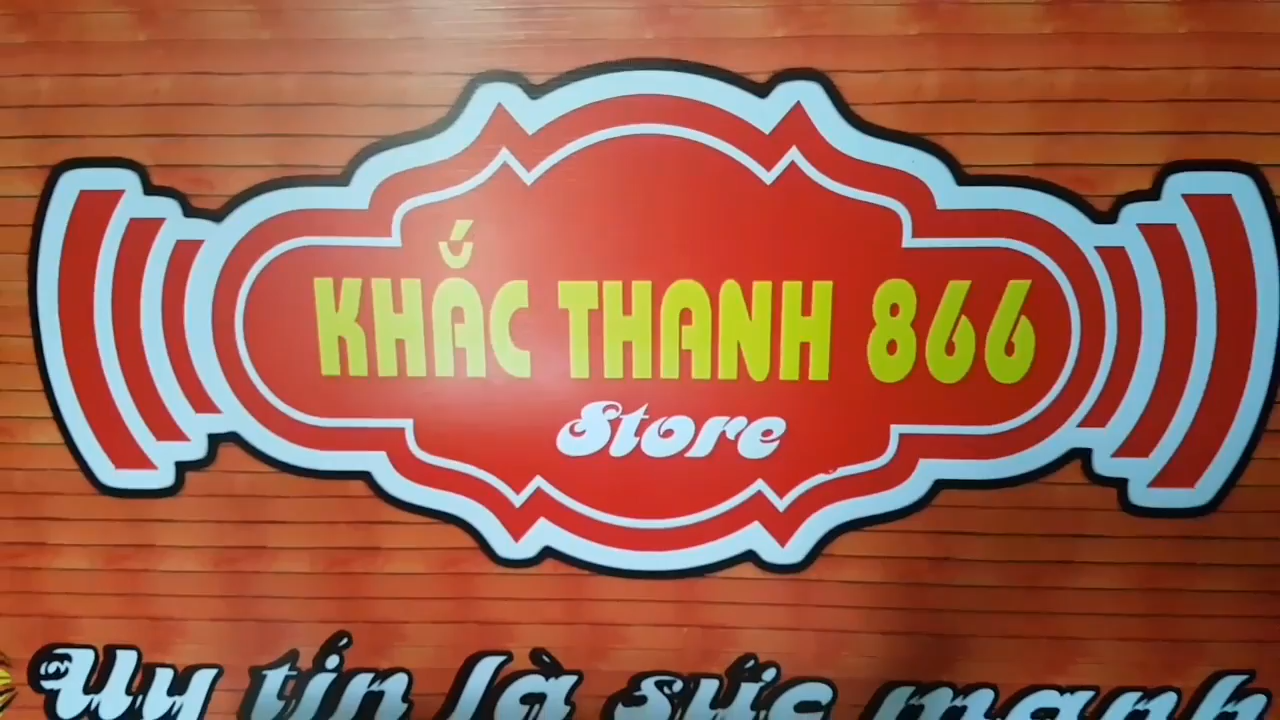 KHẮC THANH 866
Store
Uy tín là sức mạnh